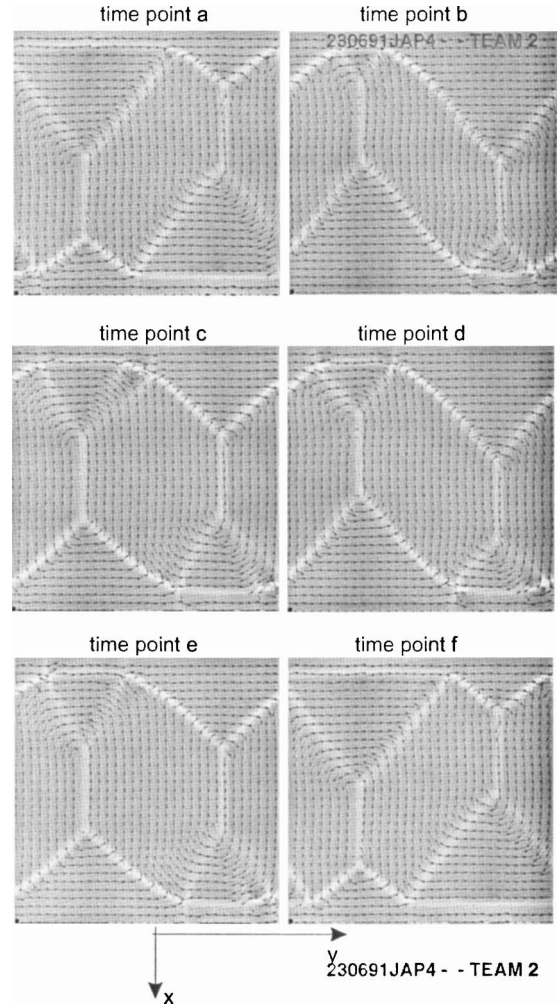 time point a
time point b
230691JAP4 - - TEAM 2
time point c
time point d
time point e
time point f
y
x
230691JAP4 - - TEAM 2